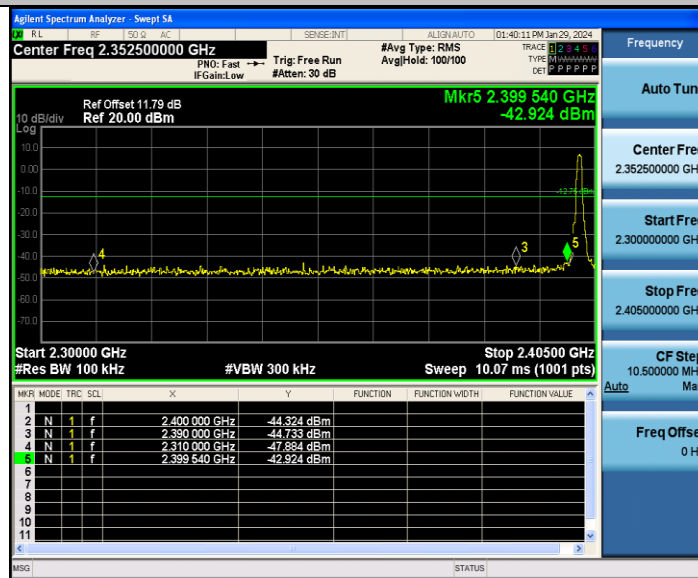 Agilent Spectrum Analyzer - Swept SA
RL RF 50 Ω AC SENSE:INT ALIGN AUTO 01:40:11 PM Jan 29, 2024
Center Freq 2.352500000 GHz #Avg Type: RMS TRACE 1 2 3 4 5 6
PNO: Fast Trig: Free Run Avg|Hold: 100/100 TYPE M
IFGain:Low #Atten: 30 dB DET P P P P P P
Ref Offset 11.79 dB Mkr5 2.399 540 GHz
10 dB/div Ref 20.00 dBm -42.924 dBm
Log
10.0
0.00
-10.0
-20.0
-30.0
-40.0
-50.0
-60.0
-70.0
4
3
5
Start 2.30000 GHz Stop 2.40500 GHz
#Res BW 100 kHz #VBW 300 kHz Sweep 10.07 ms (1001 pts)
MKR MODE TRC SCL X Y FUNCTION FUNCTION WIDTH FUNCTION VALUE
1
2 N 1 f 2.400 000 GHz -44.324 dBm
3 N 1 f 2.390 000 GHz -44.733 dBm
4 N 1 f 2.310 000 GHz -47.884 dBm
5 N 1 f 2.399 540 GHz -42.924 dBm
6
7
8
9
10
11
MSG STATUS
Frequency
Auto Tun
Center Fre
2.352500000 GH
Start Fre
2.300000000 GH
Stop Fre
2.405000000 GH
CF Ste
10.500000 MH
Auto Ma
Freq Offse
0 H